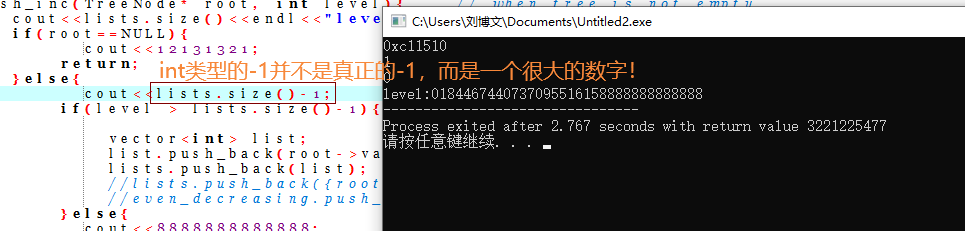 sh_inc(TreeNode* root, int level){ // when tree is not empty
cout<<lists.size()<<endl<<"leve
if(root==NULL){
cout<<12131321;
return;
}else{
cout<<lists.size()-1;
if(level > lists.size()-1){
vector<int> list;
list.push_back(root->va
lists.push_back(list);
//lists.push_back({root
//even_decreasing.push_
}else{
cout<<8888888888888;
int类型的-1并不是真正的-1，而是一个很大的数字！
C:\Users\刘博文\Documents\Untitled2.exe
0xc11510
1
0
level:0184467440737095516158888888888888
--------------------------------
Process exited after 2.767 seconds with return value 3221225477
请按任意键继续. . .